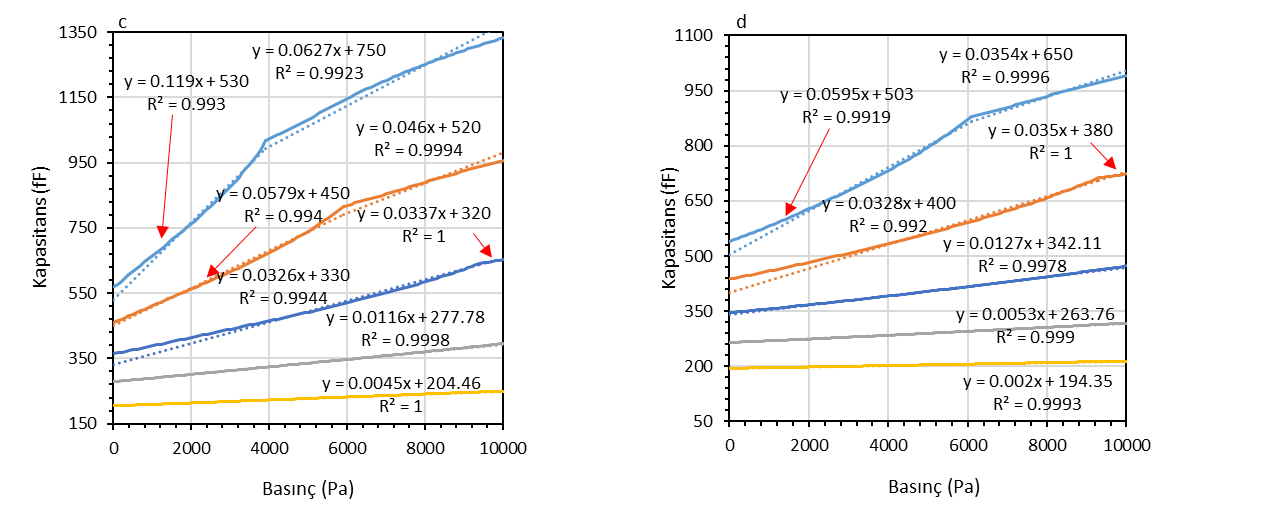 c
1350
1150
950
750
550
350
150
Kapasitans (fF)
y = 0.0627x + 750
R² = 0.9923
y = 0.119x + 530
R² = 0.993
y = 0.046x + 520
R² = 0.9994
y = 0.0579x + 450
R² = 0.994
y = 0.0337x + 320
R² = 1
y = 0.0326x + 330
R² = 0.9944
y = 0.0116x + 277.78
R² = 0.9998
y = 0.0045x + 204.46
R² = 1
0 2000 4000 6000 8000 10000
Basınç (Pa)
d
1100
950
800
650
500
350
200
50
Kapasitans (fF)
y = 0.0354x + 650
R² = 0.9996
y = 0.0595x + 503
R² = 0.9919
y = 0.035x + 380
R² = 1
y = 0.0328x + 400
R² = 0.992
y = 0.0127x + 342.11
R² = 0.9978
y = 0.0053x + 263.76
R² = 0.999
y = 0.002x + 194.35
R² = 0.9993
0 2000 4000 6000 8000 10000
Basınç (Pa)